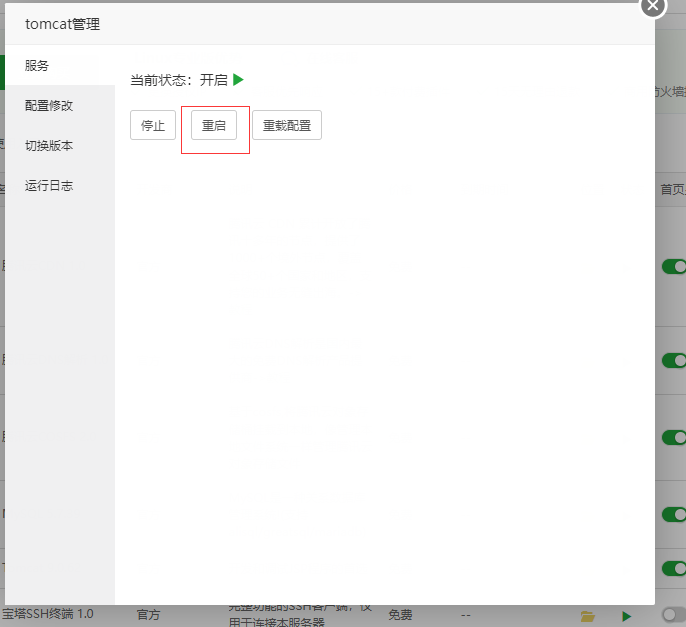 tomcat管理
服务
当前状态：开启
配置修改
停止
重启
重载配置
切换版本
运行日志
首页
宝塔SSH终端 1.0
官方
完整功能的SSH客户端，仅
用于连接本服务器
免费
--